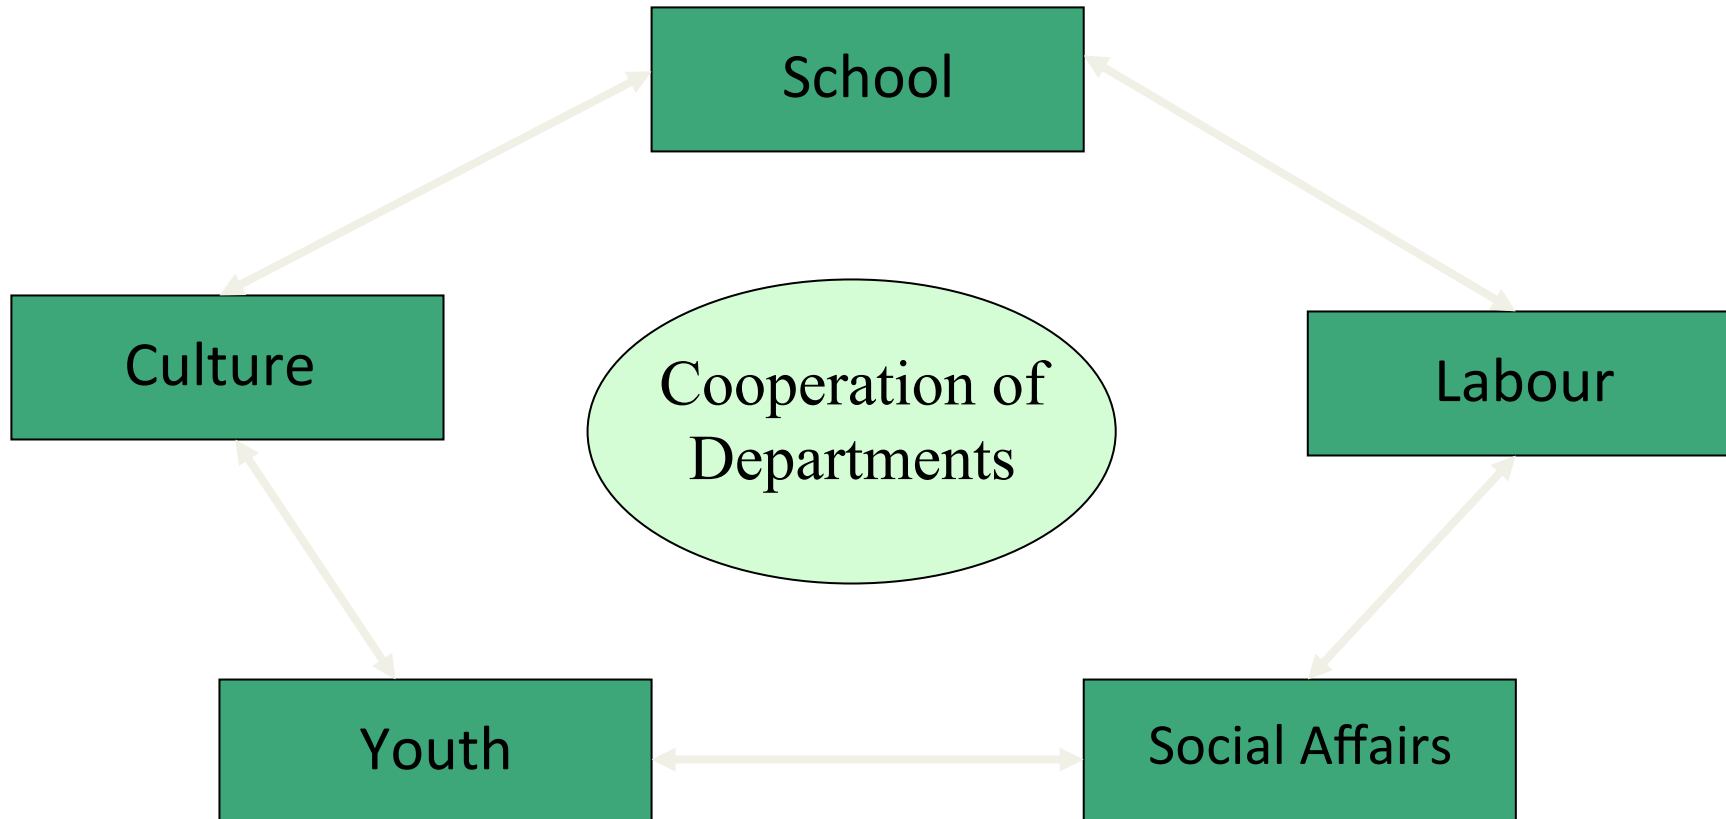 School
Culture
Cooperation of
Departments
Labour
Youth
Social Affairs